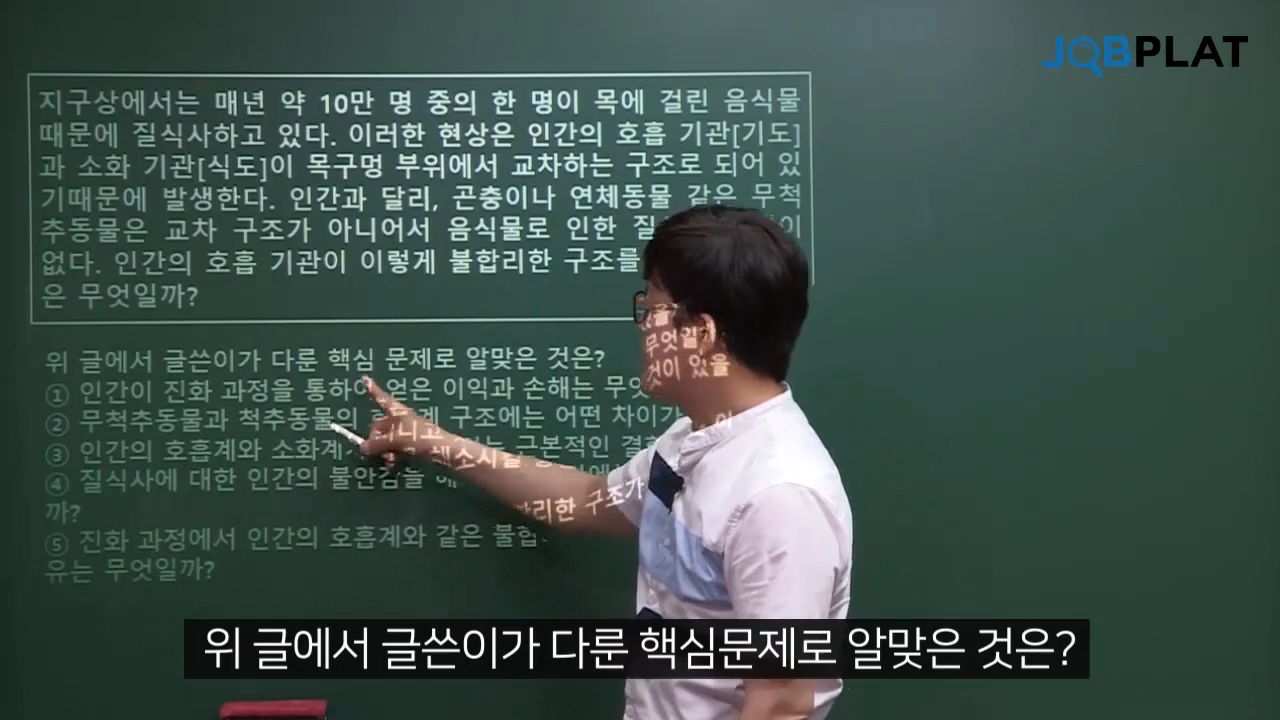 JOBPLAT
지구상에서는 매년 약 10만 명 중의 한 명이 목에 걸린 음식물
때문에 질식사하고 있다. 이러한 현상은 인간의 호흡 기관[기도]
과 소화 기관[식도]이 목구멍 부위에서 교차하는 구조로 되어 있
기때문에 발생한다. 인간과 달리, 곤충이나 연체동물 같은 무척
추동물은 교차 구조가 아니어서 음식물로 인한
없다. 인간의 호흡 기관이 이렇게 불합리한 구조를
은 무엇일까?
위 글에서 글쓴이가 다룬 핵심 문제로 알맞은 것은?
① 인간이 진화 과정을 통하여 얻은 이익과 손해는
② 무척추동물과 척추동물의 구조에는 어떤 차이가
③ 인간의 호흡계와 소화계 근본적인
④ 질식사에 대한 인간의 불안감을
까?
⑤ 진화 과정에서 인간의 호흡계와 같은
유는 무엇일까?
위 글에서 글쓴이가 다룬 핵심문제로 알맞은 것은?